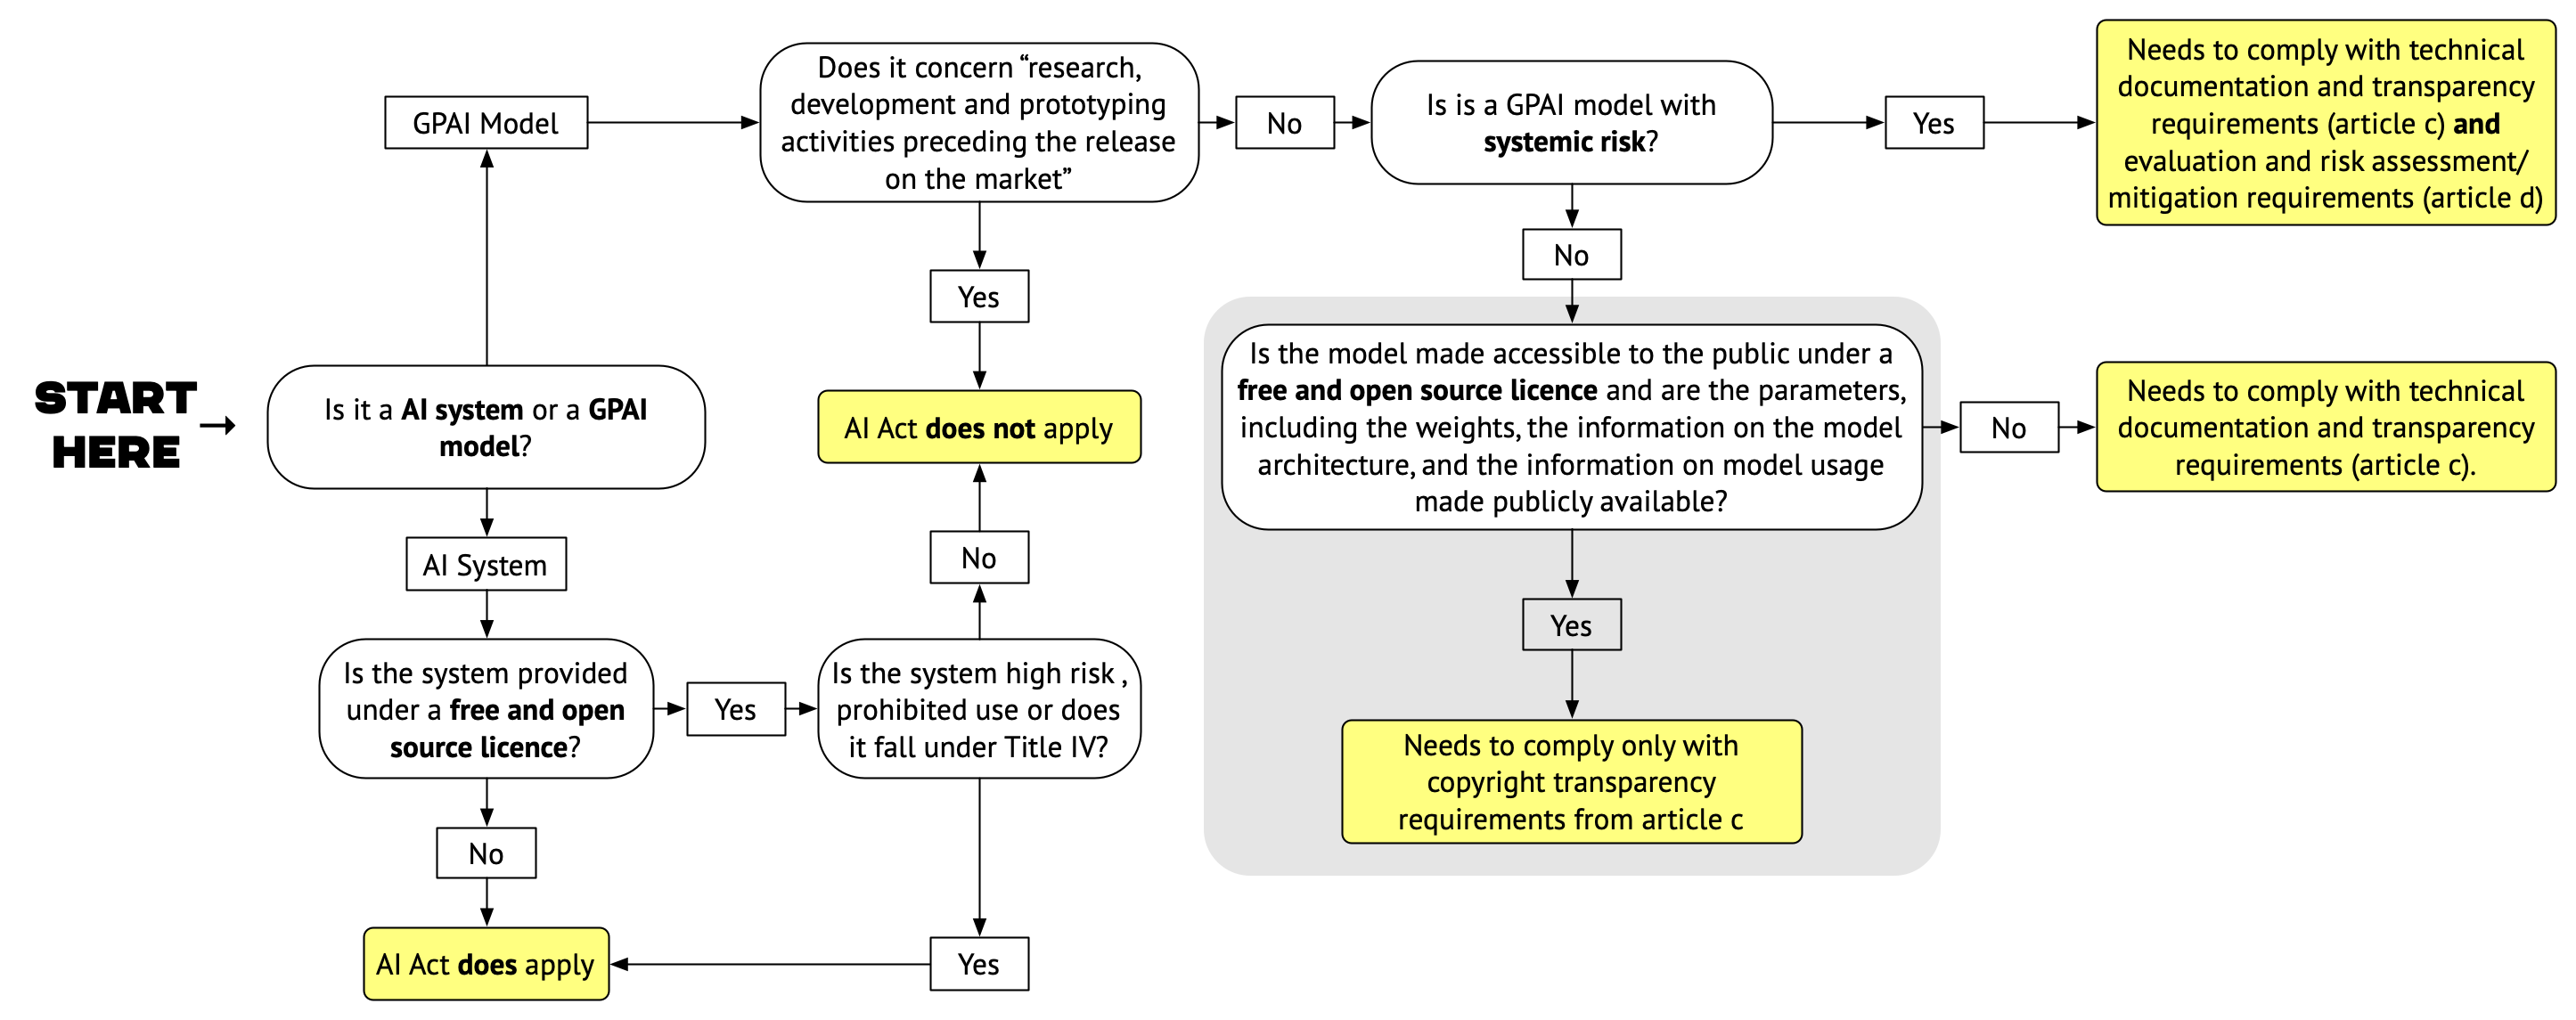 START
HERE
→
Is it a AI system or a GPAI
model?
GPAI Model
Does it concern “research,
development and prototyping
activities preceding the release
on the market”
No
Is is a GPAI model with
systemic risk?
Yes
Needs to comply with technical
documentation and transparency
requirements (article c) and
evaluation and risk assessment/
mitigation requirements (article d)
Yes
No
AI Act does not apply
Is the model made accessible to the public under a
free and open source licence and are the parameters,
including the weights, the information on the model
architecture, and the information on model usage
made publicly available?
No
Needs to comply with technical
documentation and transparency
requirements (article c).
Yes
Needs to comply only with
copyright transparency
requirements from article c
AI System
Is the system provided
under a free and open
source licence?
Yes
Is the system high risk ,
prohibited use or does
it fall under Title IV?
No
No
Yes
AI Act does apply